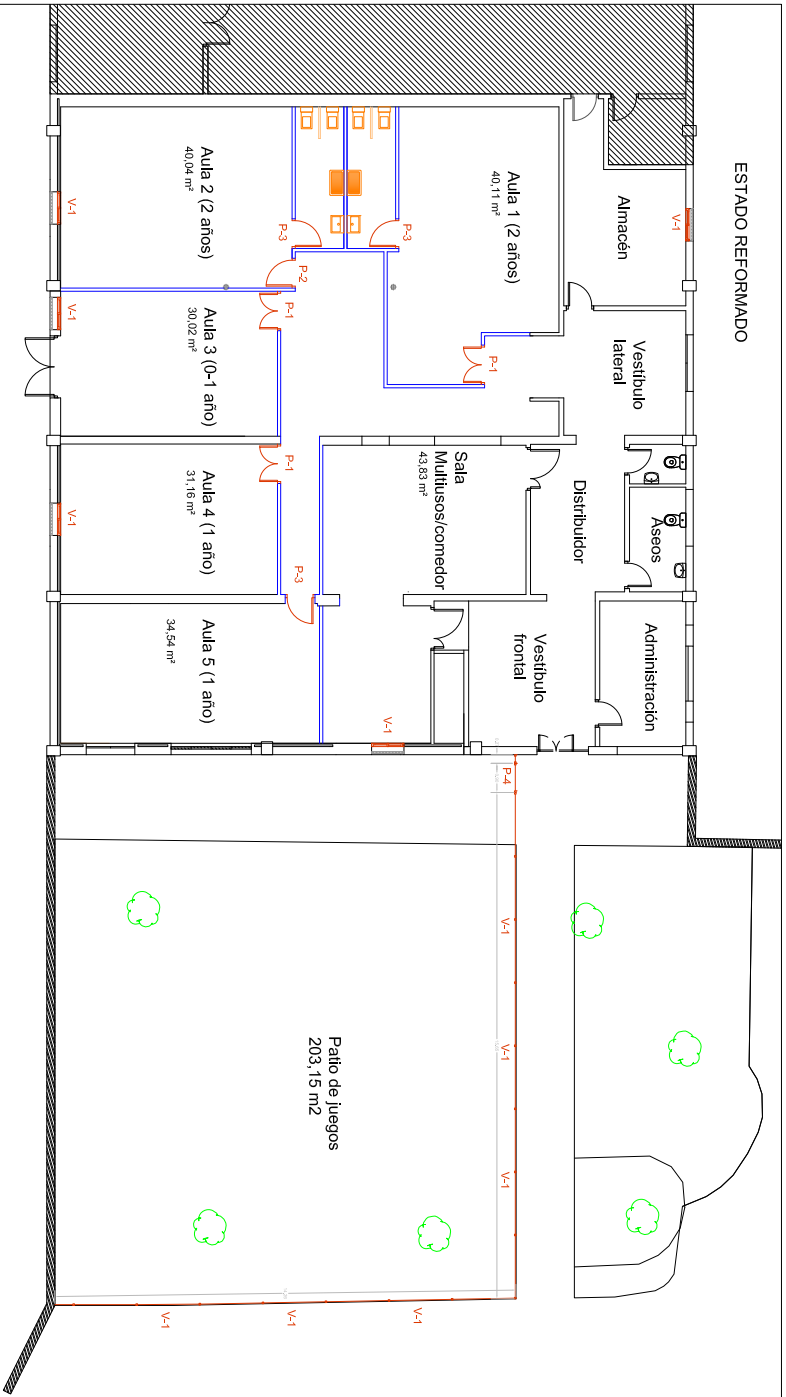 ESTADO REFORMADO
V-1
Almacén
Vestíbulo
lateral
Aseos
Administración
Aula 1 (2 años)
40,11 m²
P-3
P-1
Distribuidor
Vestíbulo
frontal
Sala
Multiusos/comedor
43,83 m²
V-1
P-4
Aula 2 (2 años)
40,04 m²
P-3
P-2
V-1
Aula 3 (0-1 año)
30,02 m²
P-1
V-1
Aula 4 (1 año)
31,16 m²
P-1
V-1
Aula 5 (1 año)
34,54 m²
P-3
Patio de juegos
203,15 m2
V-1
V-1
V-1
V-1
V-1
V-1